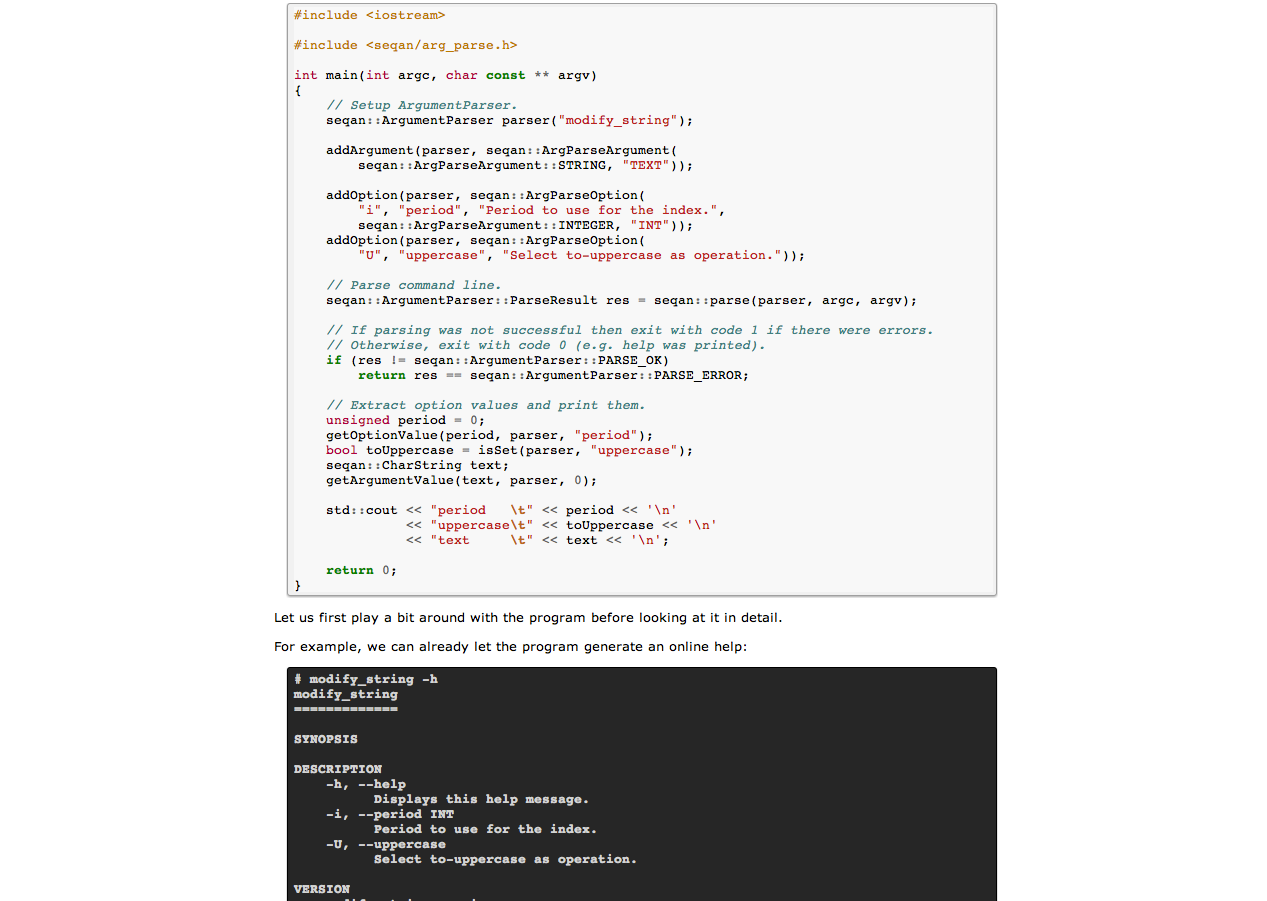 #include <iostream>
#include <seqan/arg_parse.h>
int main(int argc, char const ** argv)
{
    // Setup ArgumentParser.
    seqan::ArgumentParser parser("modify_string");
    addArgument(parser, seqan::ArgParseArgument(
        seqan::ArgParseArgument::STRING, "TEXT"));
    addOption(parser, seqan::ArgParseOption(
        "i", "period", "Period to use for the index.",
        seqan::ArgParseArgument::INTEGER, "INT"));
    addOption(parser, seqan::ArgParseOption(
        "U", "uppercase", "Select to-uppercase as operation."));
    // Parse command line.
    seqan::ArgumentParser::ParseResult res = seqan::parse(parser, argc, argv);
    // If parsing was not successful then exit with code 1 if there were errors.
    // Otherwise, exit with code 0 (e.g. help was printed).
    if (res != seqan::ArgumentParser::PARSE_OK)
        return res == seqan::ArgumentParser::PARSE_ERROR;
    // Extract option values and print them.
    unsigned period = 0;
    getOptionValue(period, parser, "period");
    bool toUppercase = isSet(parser, "uppercase");
    seqan::CharString text;
    getArgumentValue(text, parser, 0);
    std::cout << "period   \t" << period << '\n'
              << "uppercase\t" << toUppercase << '\n'
              << "text     \t" << text << '\n';
    return 0;
}
Let us first play a bit around with the program before looking at it in detail.
For example, we can already let the program generate an online help:
# modify_string -h
modify_string
=============
SYNOPSIS
DESCRIPTION
    -h, --help
          Displays this help message.
    -i, --period INT
          Period to use for the index.
    -U, --uppercase
          Select to-uppercase as operation.
VERSION